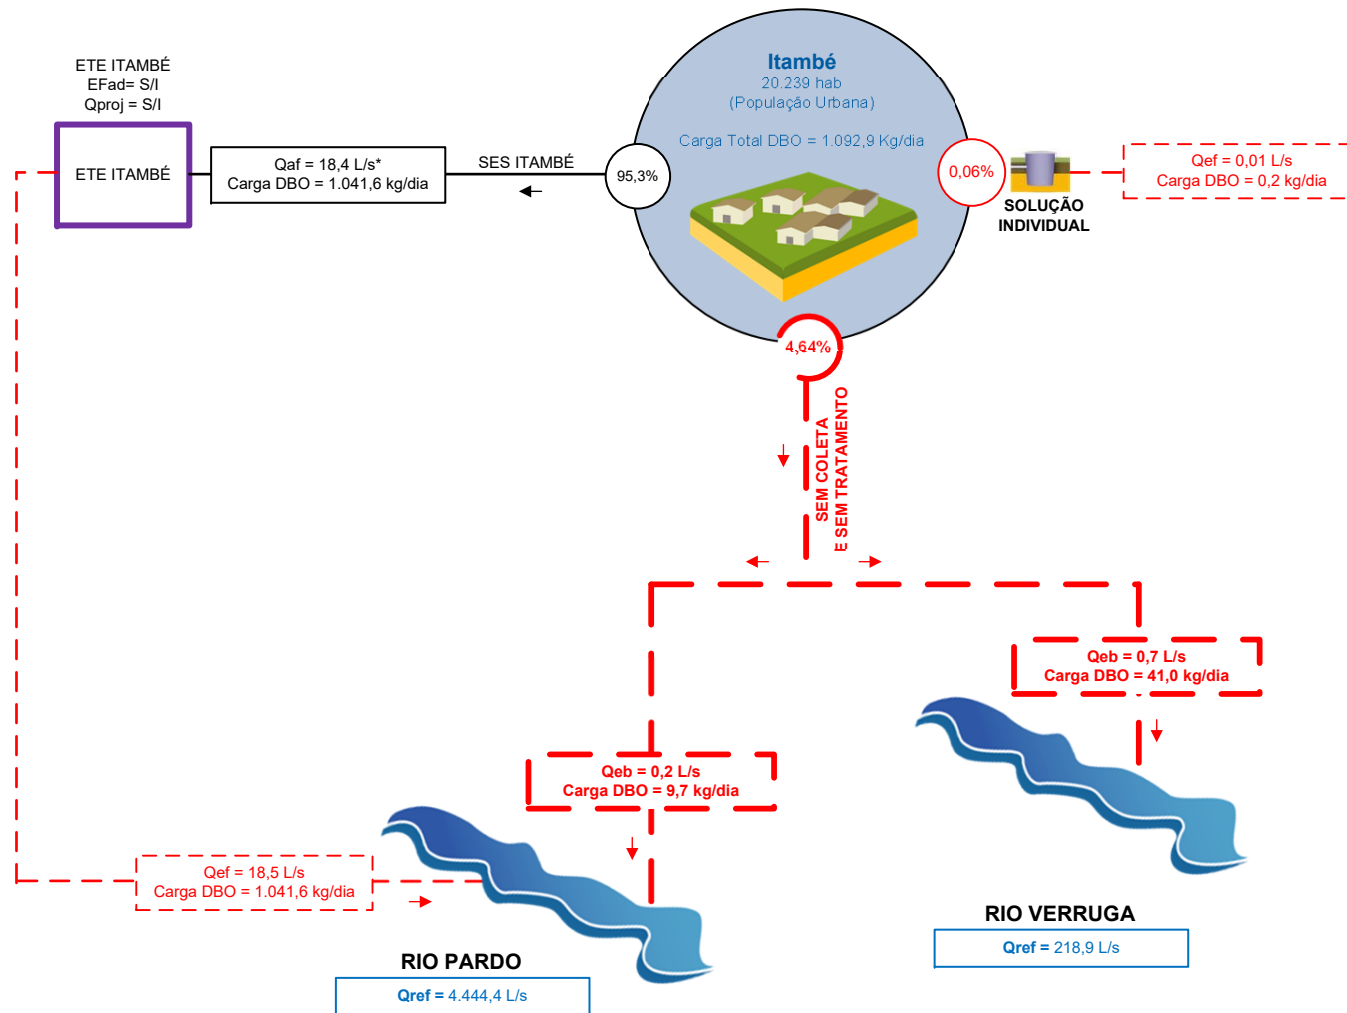 ETE ITAMBÉ
EFad= S/I
Qproj = S/I
ETE ITAMBÉ
Qaf = 18,4 L/s*
Carga DBO = 1.041,6 kg/dia
SES ITAMBÉ
95,3%
Itambé
20.239 hab
(População Urbana)
Carga Total DBO = 1.092,9 Kg/dia
0,06%
SOLUÇÃO
INDIVIDUAL
Qef = 0,01 L/s
Carga DBO = 0,2 kg/dia
4,64%
SEM COLETA
E SEM TRATAMENTO
Qeb = 0,7 L/s
Carga DBO = 41,0 kg/dia
Qeb = 0,2 L/s
Carga DBO = 9,7 kg/dia
Qef = 18,5 L/s
Carga DBO = 1.041,6 kg/dia
RIO VERRUGA
Qref = 218,9 L/s
RIO PARDO
Qref = 4.444,4 L/s